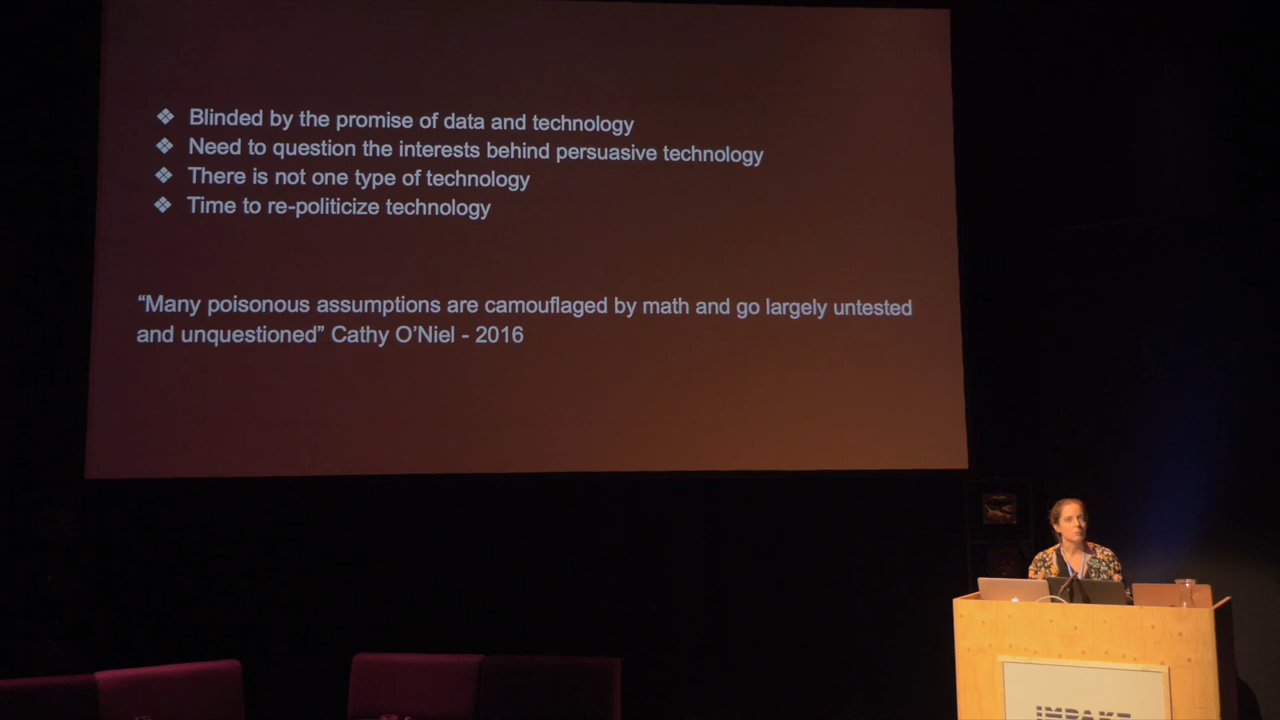 ❖ Blinded by the promise of data and technology
❖ Need to question the interests behind persuasive technology
❖ There is not one type of technology
❖ Time to re-politicize technology
“Many poisonous assumptions are camouflaged by math and go largely untested
and unquestioned” Cathy O’Niel - 2016
IMPAKT